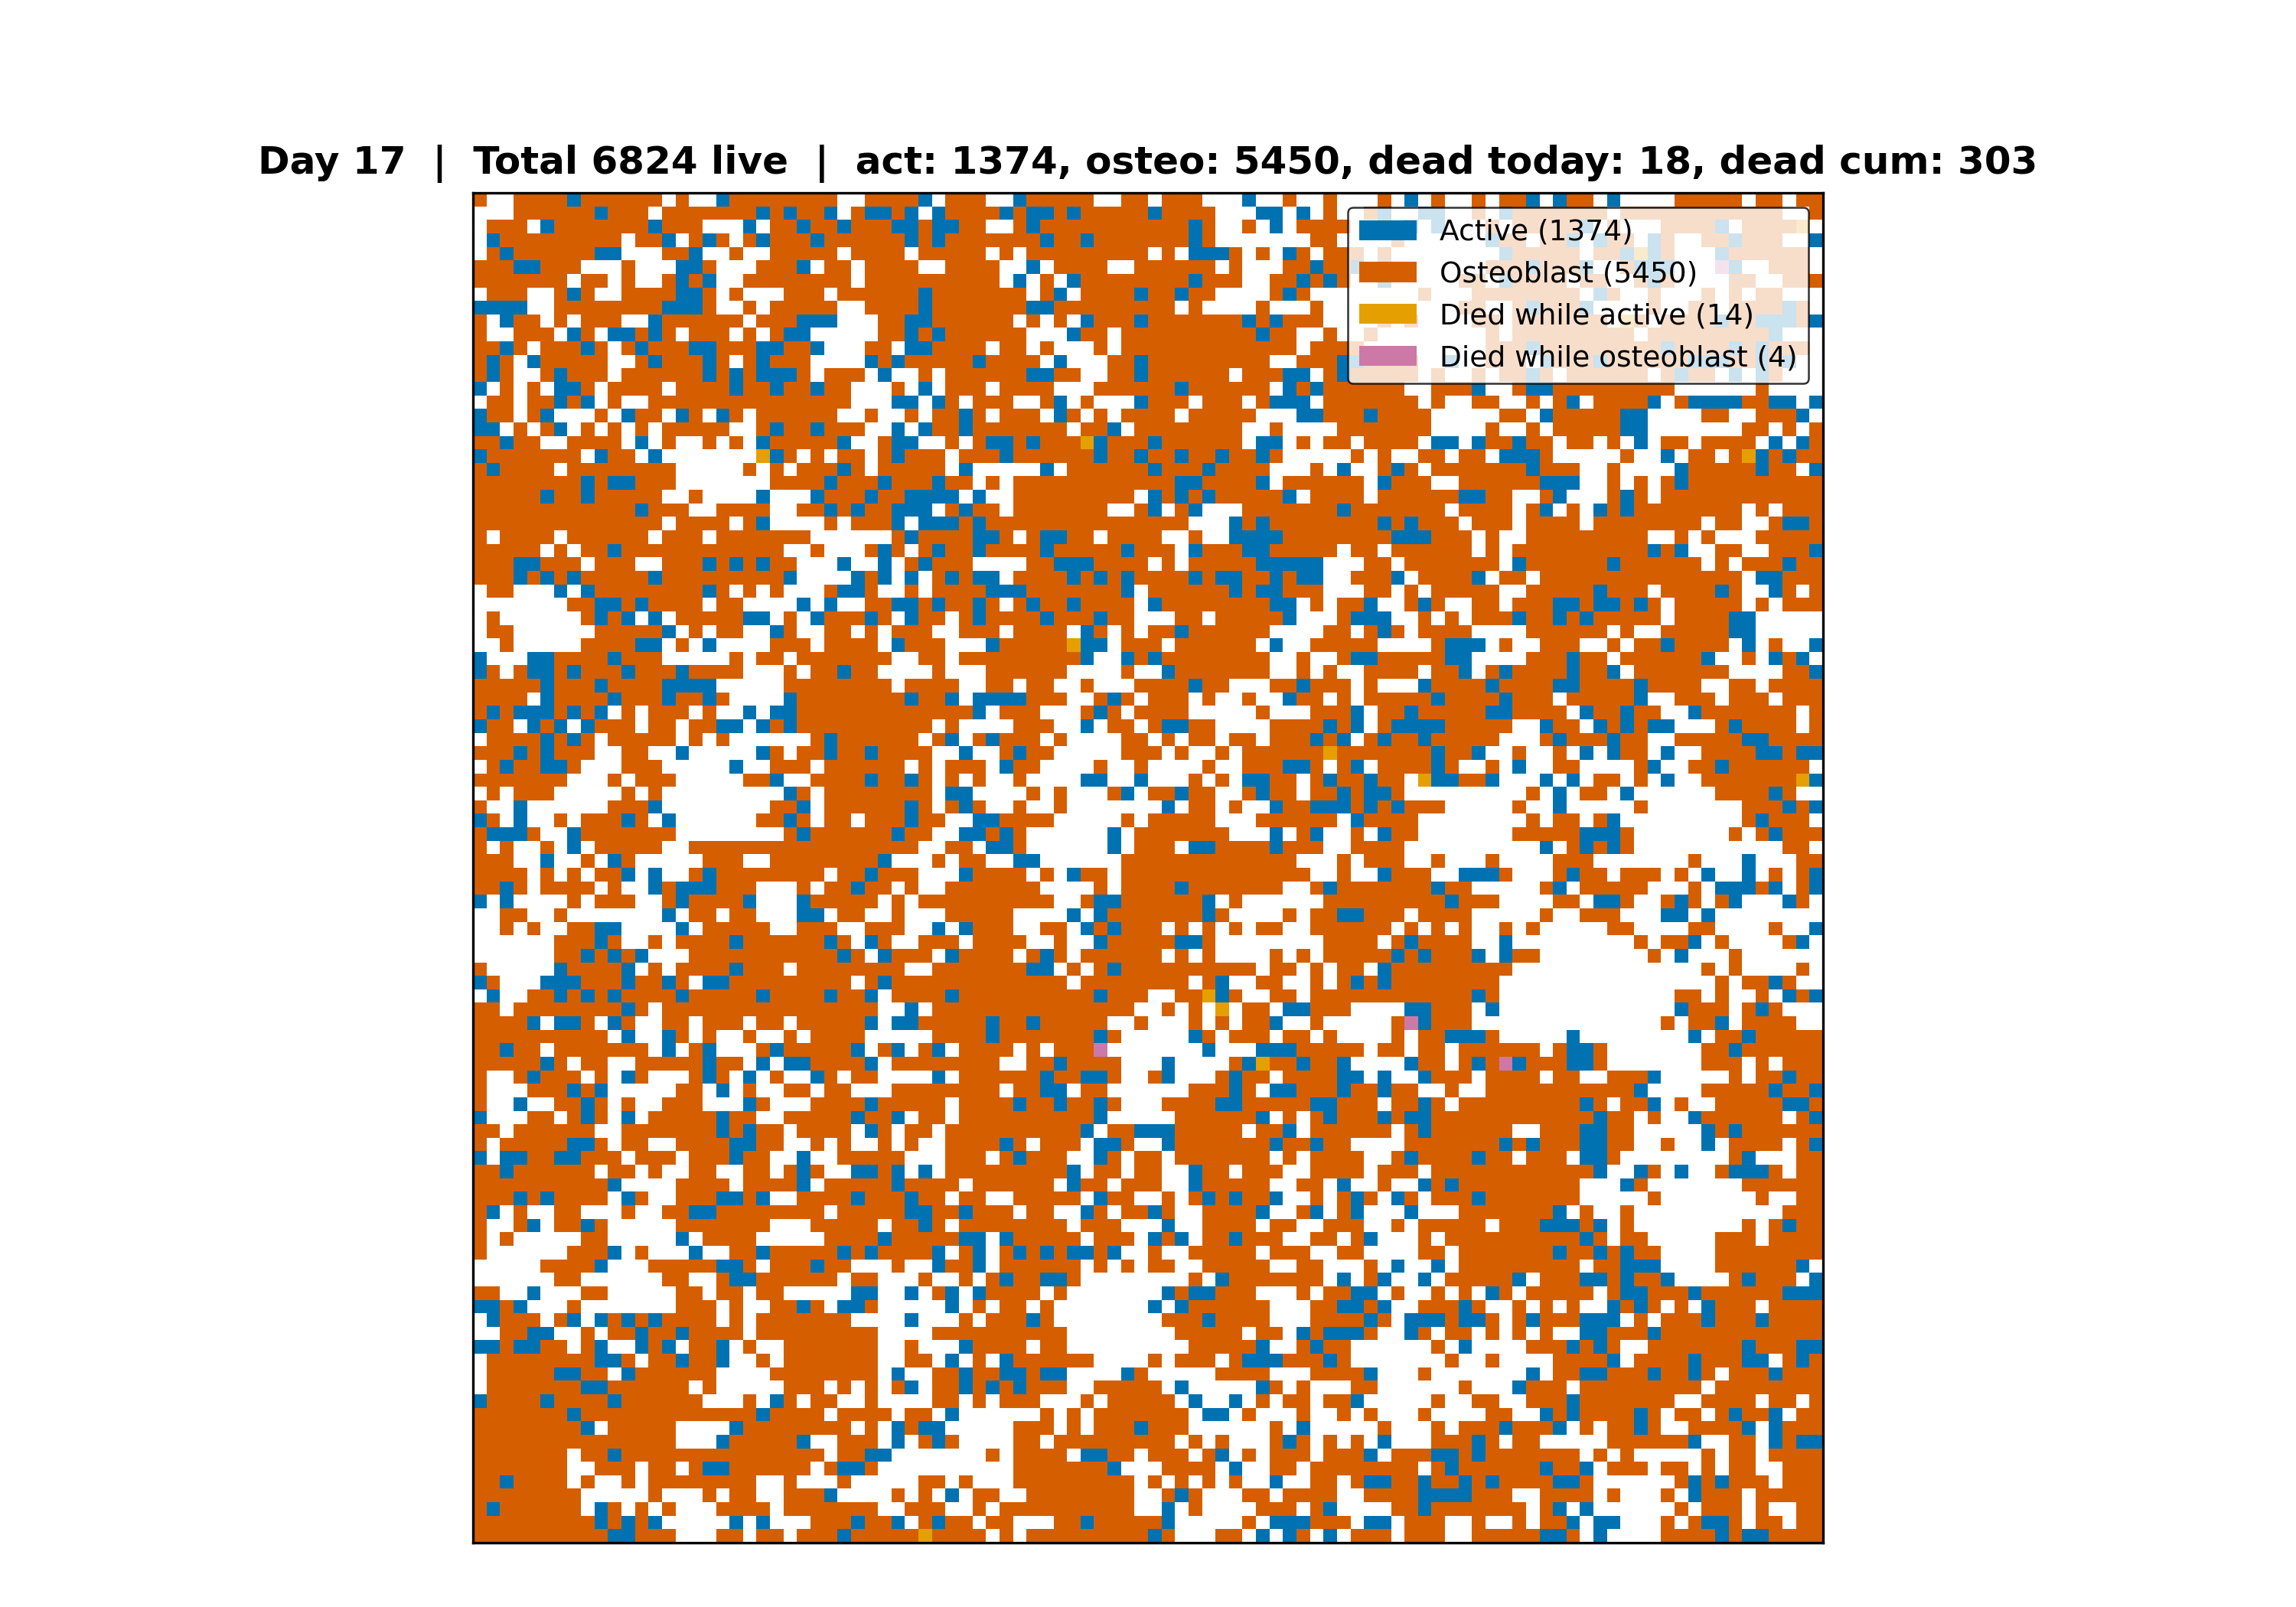 Day 17 | Total 6824 live | act: 1374, osteo: 5450, dead today: 18, dead cum: 303
Active (1374)
Osteoblast (5450)
Died while active (14)
Died while osteoblast (4)